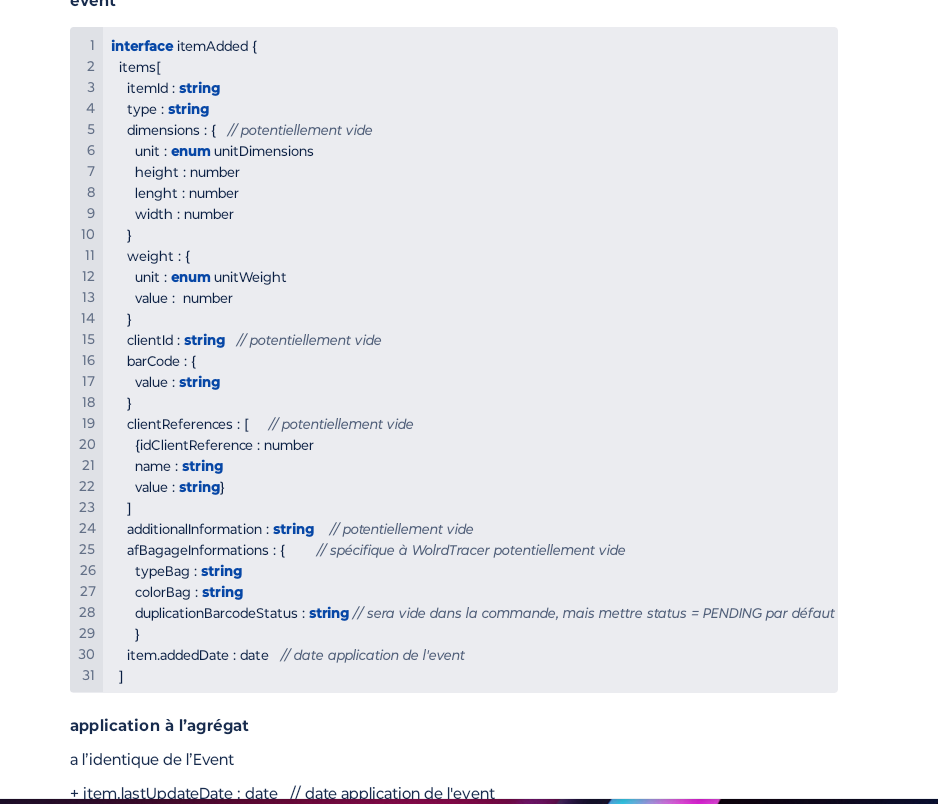 event
1 interface itemAdded {
2 items[
3 itemId : string
4 type : string
5 dimensions : { // potentiellement vide
6 unit : enum unitDimensions
7 height : number
8 lenght : number
9 width : number
10 }
11 weight : {
12 unit : enum unitWeight
13 value : number
14 }
15 clientId : string // potentiellement vide
16 barCode : {
17 value : string
18 }
19 clientReferences : [ // potentiellement vide
20 {idClientReference : number
21 name : string
22 value : string}
23 ]
24 additionalInformation : string // potentiellement vide
25 afBagageInformations : { // spécifique à WolrdTracer potentiellement vide
26 typeBag : string
27 colorBag : string
28 duplicationBarcodeStatus : string // sera vide dans la commande, mais mettre status = PENDING par défaut
29 }
30 item.addedDate : date // date application de l'event
31 ]
application à l’agrégat
a l’identique de l’Event
+ item.lastUpdateDate : date // date application de l'event